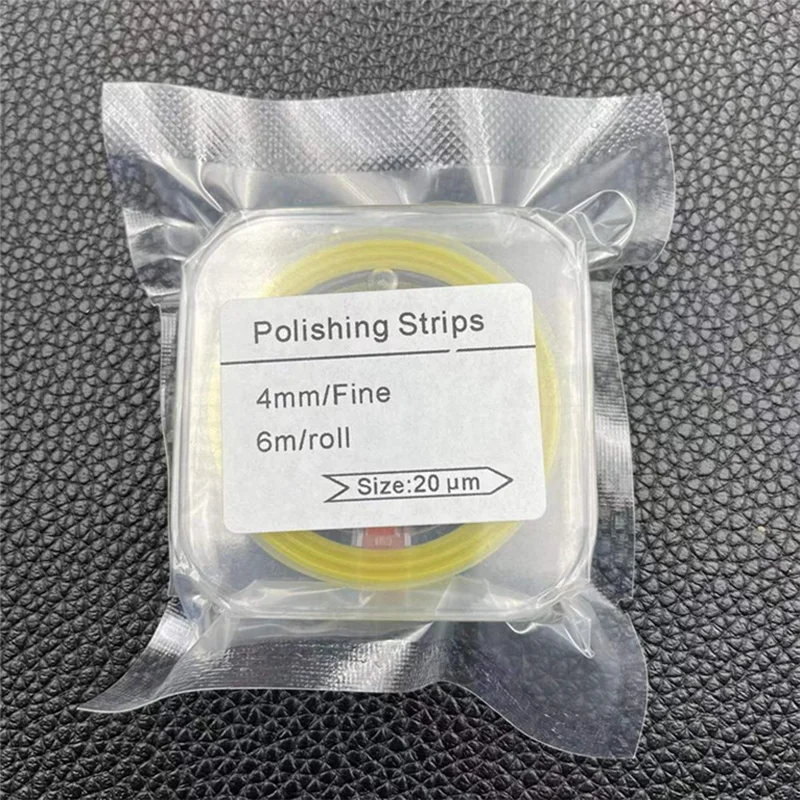 Polishing Strips
4mm/Fine
6m/roll
Size:20 μm